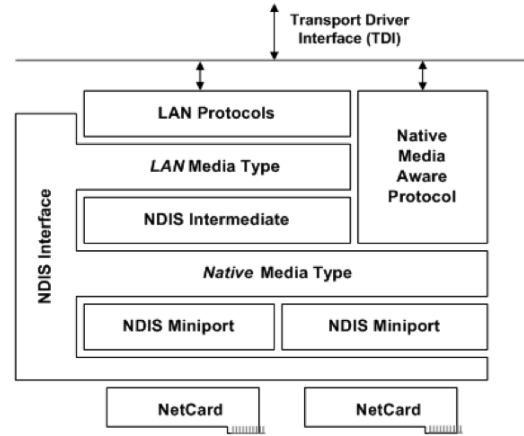 Transport Driver
Interface (TDI)
LAN Protocols
Native
Media
Aware
Protocol
LAN Media Type
NDIS Intermediate
NDIS Interface
Native Media Type
NDIS Miniport
NDIS Miniport
NetCard
NetCard